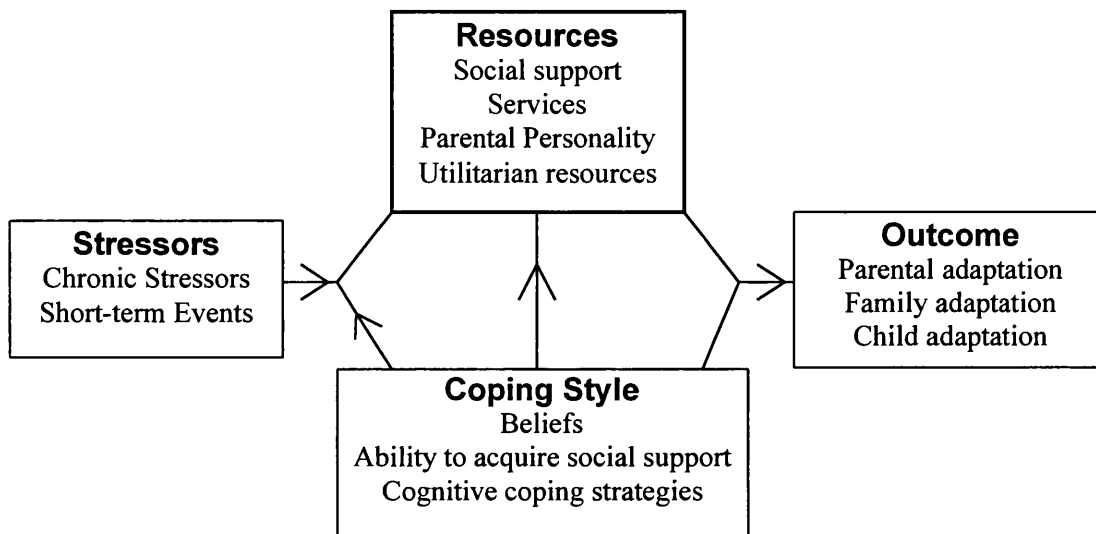 Resources
Social support
Services
Parental Personality
Utilitarian resources
Stressors
Chronic Stressors
Short-term Events
Outcome
Parental adaptation
Family adaptation
Child adaptation
Coping Style
Beliefs
Ability to acquire social support
Cognitive coping strategies